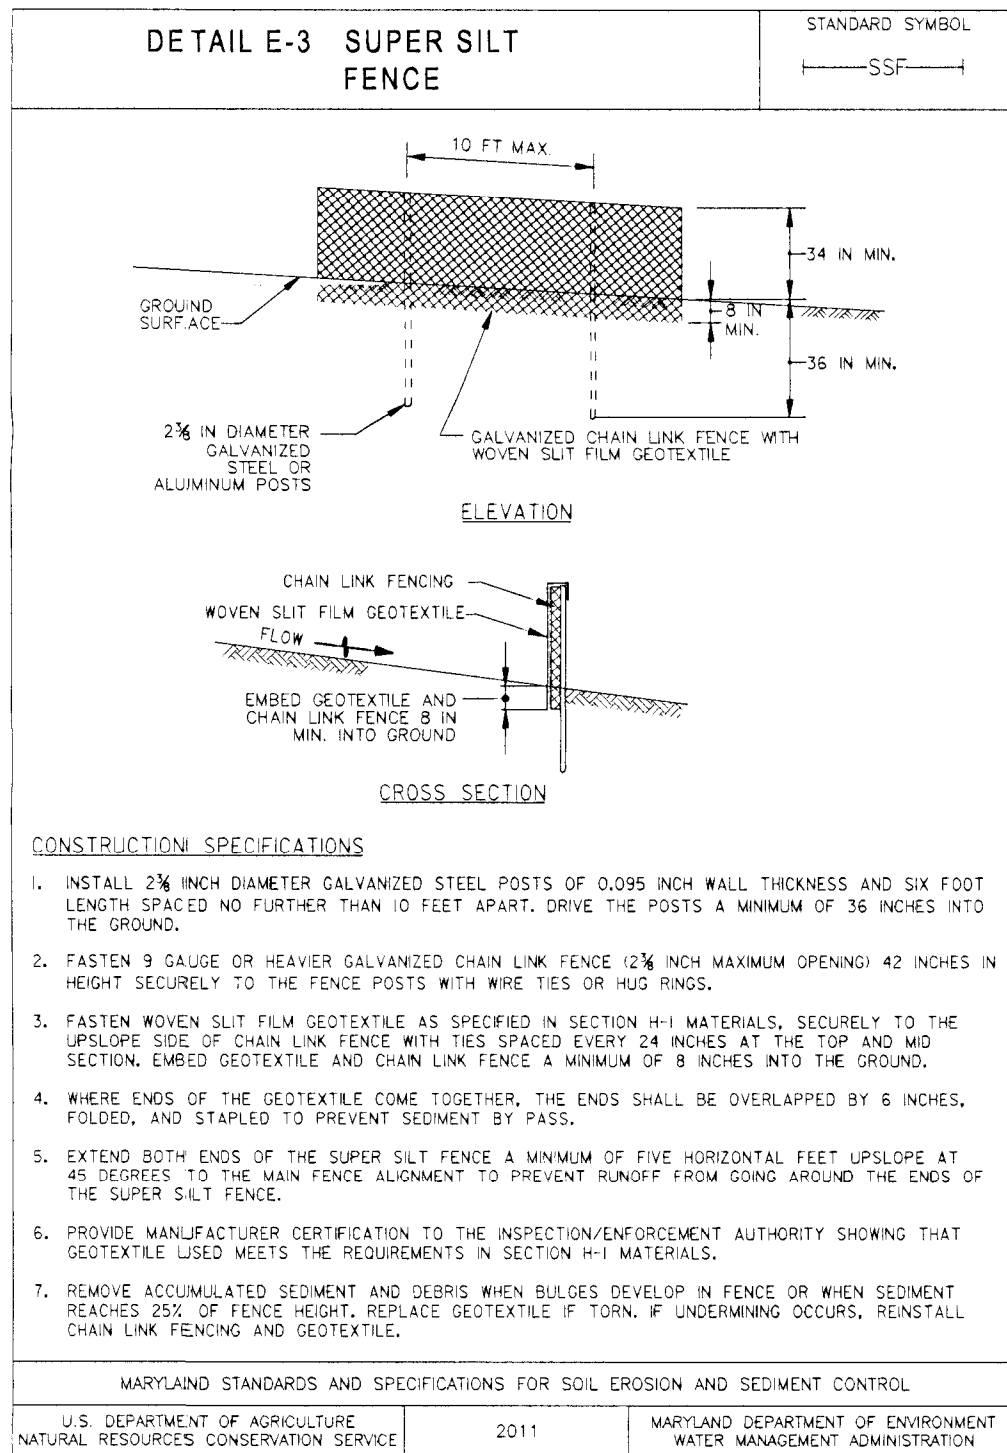 DETAIL E-3 SUPER SILT
FENCE
STANDARD SYMBOL
SSF
10 FT MAX.
34 IN MIN.
GROUND
SURFACE
8 IN
MIN.
36 IN MIN.
2⅜ IN DIAMETER
GALVANIZED
STEEL OR
ALUMINUM POSTS
GALVANIZED CHAIN LINK FENCE WITH
WOVEN SLIT FILM GEOTEXTILE
ELEVATION
CHAIN LINK FENCING
WOVEN SLIT FILM GEOTEXTILE
FLOW
EMBED GEOTEXTILE AND
CHAIN LINK FENCE 8 IN
MIN. INTO GROUND
CROSS SECTION
CONSTRUCTION SPECIFICATIONS
1. INSTALL 2⅜ INCH DIAMETER GALVANIZED STEEL POSTS OF 0.095 INCH WALL THICKNESS AND SIX FOOT
LENGTH SPACED NO FURTHER THAN 10 FEET APART. DRIVE THE POSTS A MINIMUM OF 36 INCHES INTO
THE GROUND.
2. FASTEN 9 GAUGE OR HEAVIER GALVANIZED CHAIN LINK FENCE (2⅜ INCH MAXIMUM OPENING) 42 INCHES IN
HEIGHT SECURELY TO THE FENCE POSTS WITH WIRE TIES OR HUG RINGS.
3. FASTEN WOVEN SLIT FILM GEOTEXTILE AS SPECIFIED IN SECTION H-1 MATERIALS, SECURELY TO THE
UPSLOPE SIDE OF CHAIN LINK FENCE WITH TIES SPACED EVERY 24 INCHES AT THE TOP AND MID
SECTION. EMBED GEOTEXTILE AND CHAIN LINK FENCE A MINIMUM OF 8 INCHES INTO THE GROUND.
4. WHERE ENDS OF THE GEOTEXTILE COME TOGETHER, THE ENDS SHALL BE OVERLAPPED BY 6 INCHES,
FOLDED, AND STAPLED TO PREVENT SEDIMENT BY PASS.
5. EXTEND BOTH ENDS OF THE SUPER SILT FENCE A MINIMUM OF FIVE HORIZONTAL FEET UPSLOPE AT
45 DEGREES TO THE MAIN FENCE ALIGNMENT TO PREVENT RUNOFF FROM GOING AROUND THE ENDS OF
THE SUPER SILT FENCE.
6. PROVIDE MANUFACTURER CERTIFICATION TO THE INSPECTION/ENFORCEMENT AUTHORITY SHOWING THAT
GEOTEXTILE USED MEETS THE REQUIREMENTS IN SECTION H-1 MATERIALS.
7. REMOVE ACCUMULATED SEDIMENT AND DEBRIS WHEN BULGES DEVELOP IN FENCE OR WHEN SEDIMENT
REACHES 25% OF FENCE HEIGHT. REPLACE GEOTEXTILE IF TORN. IF UNDERMINING OCCURS, REINSTALL
CHAIN LINK FENCING AND GEOTEXTILE.
MARYLAND STANDARDS AND SPECIFICATIONS FOR SOIL EROSION AND SEDIMENT CONTROL
U.S. DEPARTMENT OF AGRICULTURE
NATURAL RESOURCES CONSERVATION SERVICE
2011
MARYLAND DEPARTMENT OF ENVIRONMENT
WATER MANAGEMENT ADMINISTRATION